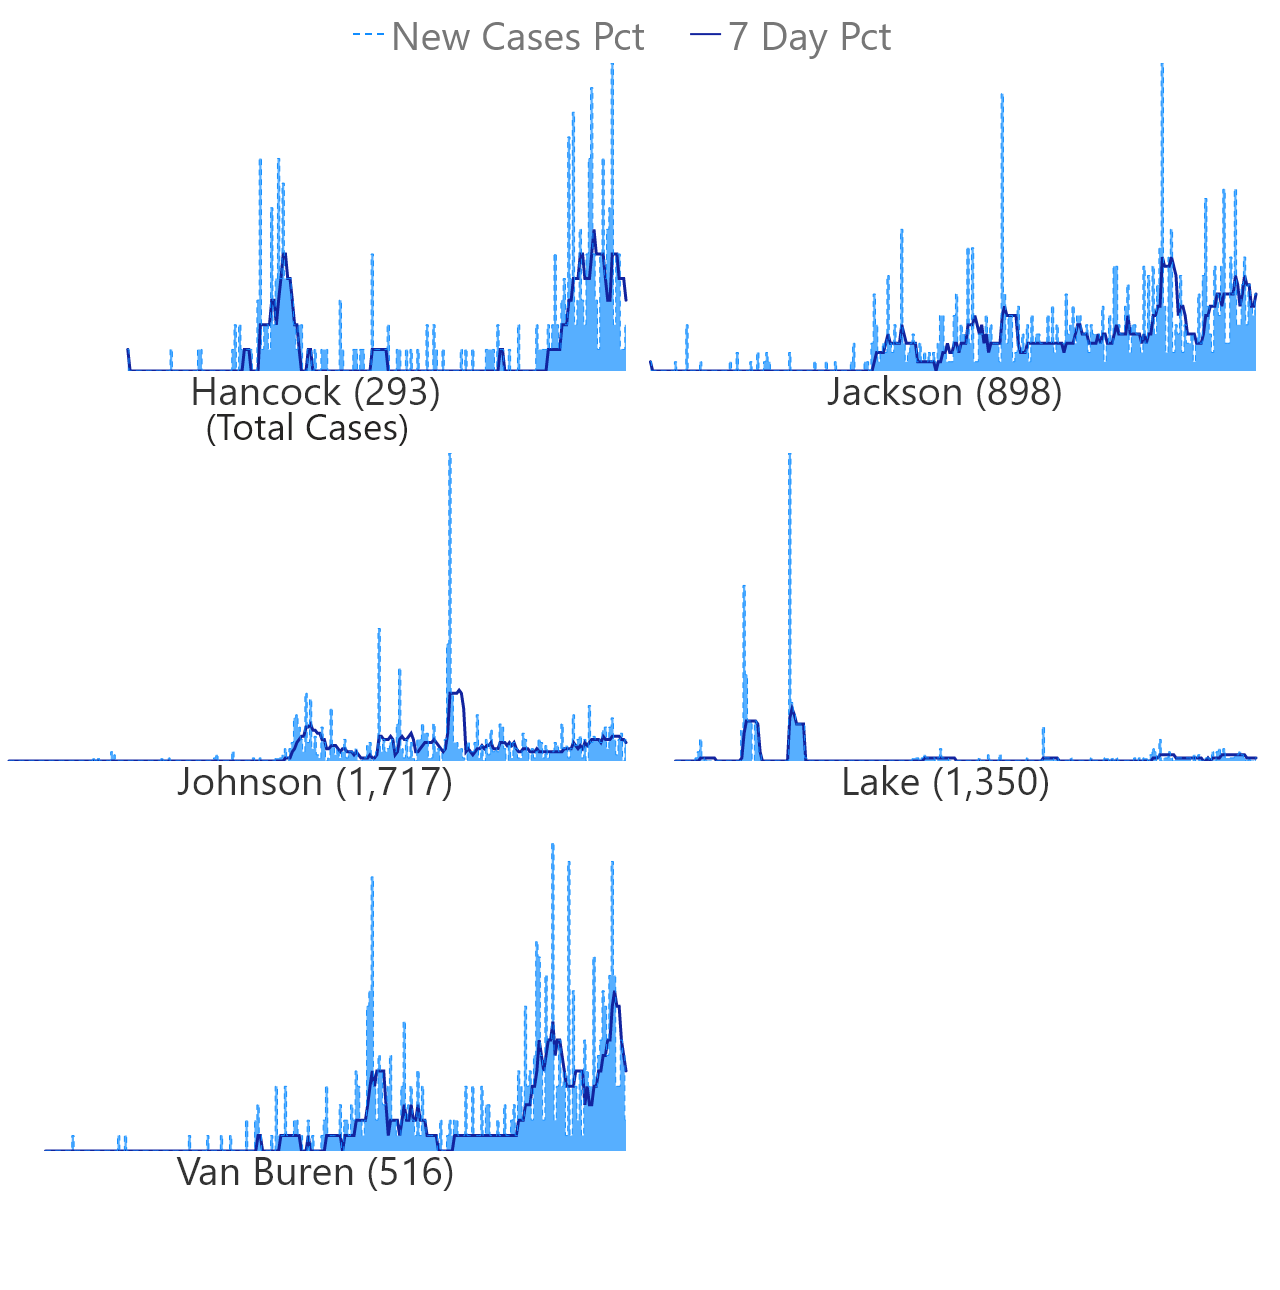 New Cases Pct 7 Day Pct
Hancock (293) Jackson (898)
(Total Cases)
Johnson (1,717) Lake (1,350)
Van Buren (516)